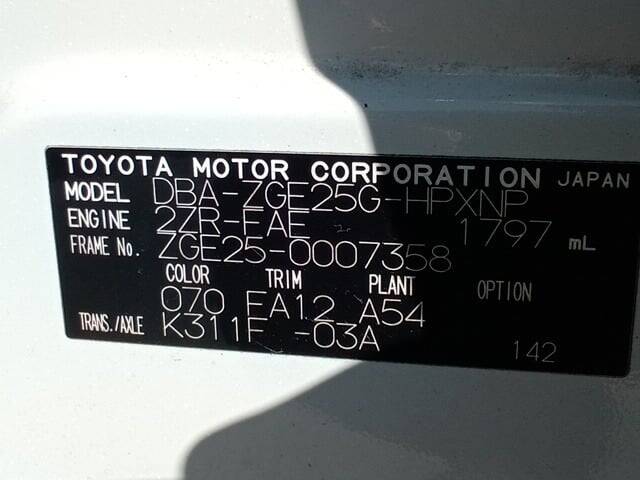 TOYOTA MOTOR CORPORATION JAPAN
MODEL DBA-ZGE25G-HPXNP
ENGINE 2ZR-FAE 1797 mL
FRAME No. ZGE25-0007358
COLOR TRIM PLANT OPTION
070 EA12 A54
TRANS./AXLE K311F -03A
142